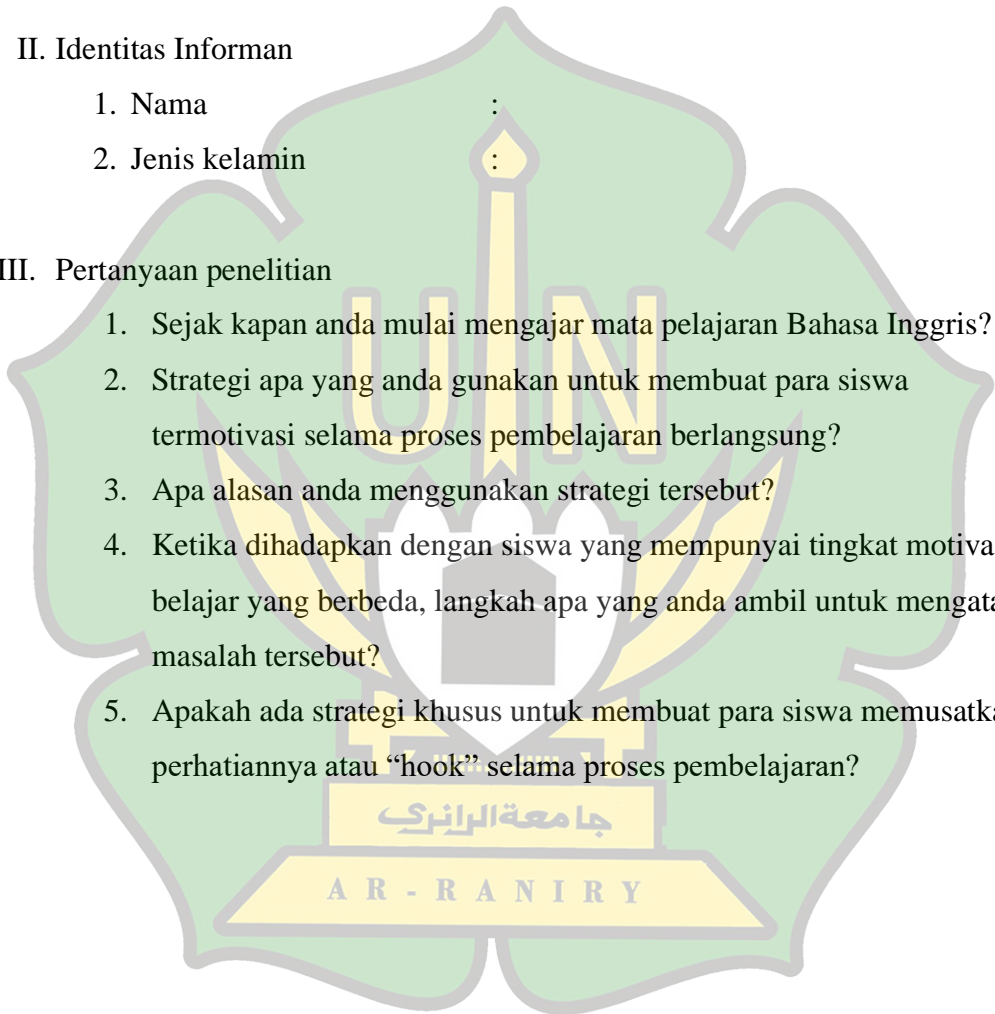 II. Identitas Informan
1. Nama :
2. Jenis kelamin :
III. Pertanyaan penelitian
1. Sejak kapan anda mulai mengajar mata pelajaran Bahasa Inggris?
2. Strategi apa yang anda gunakan untuk membuat para siswa
termotivasi selama proses pembelajaran berlangsung?
3. Apa alasan anda menggunakan strategi tersebut?
4. Ketika dihadapkan dengan siswa yang mempunyai tingkat motiva
belajar yang berbeda, langkah apa yang anda ambil untuk mengata
masalah tersebut?
5. Apakah ada strategi khusus untuk membuat para siswa memusatka
perhatiannya atau “hook” selama proses pembelajaran?
UIN
جامعةالرانري
AR-RANIRY